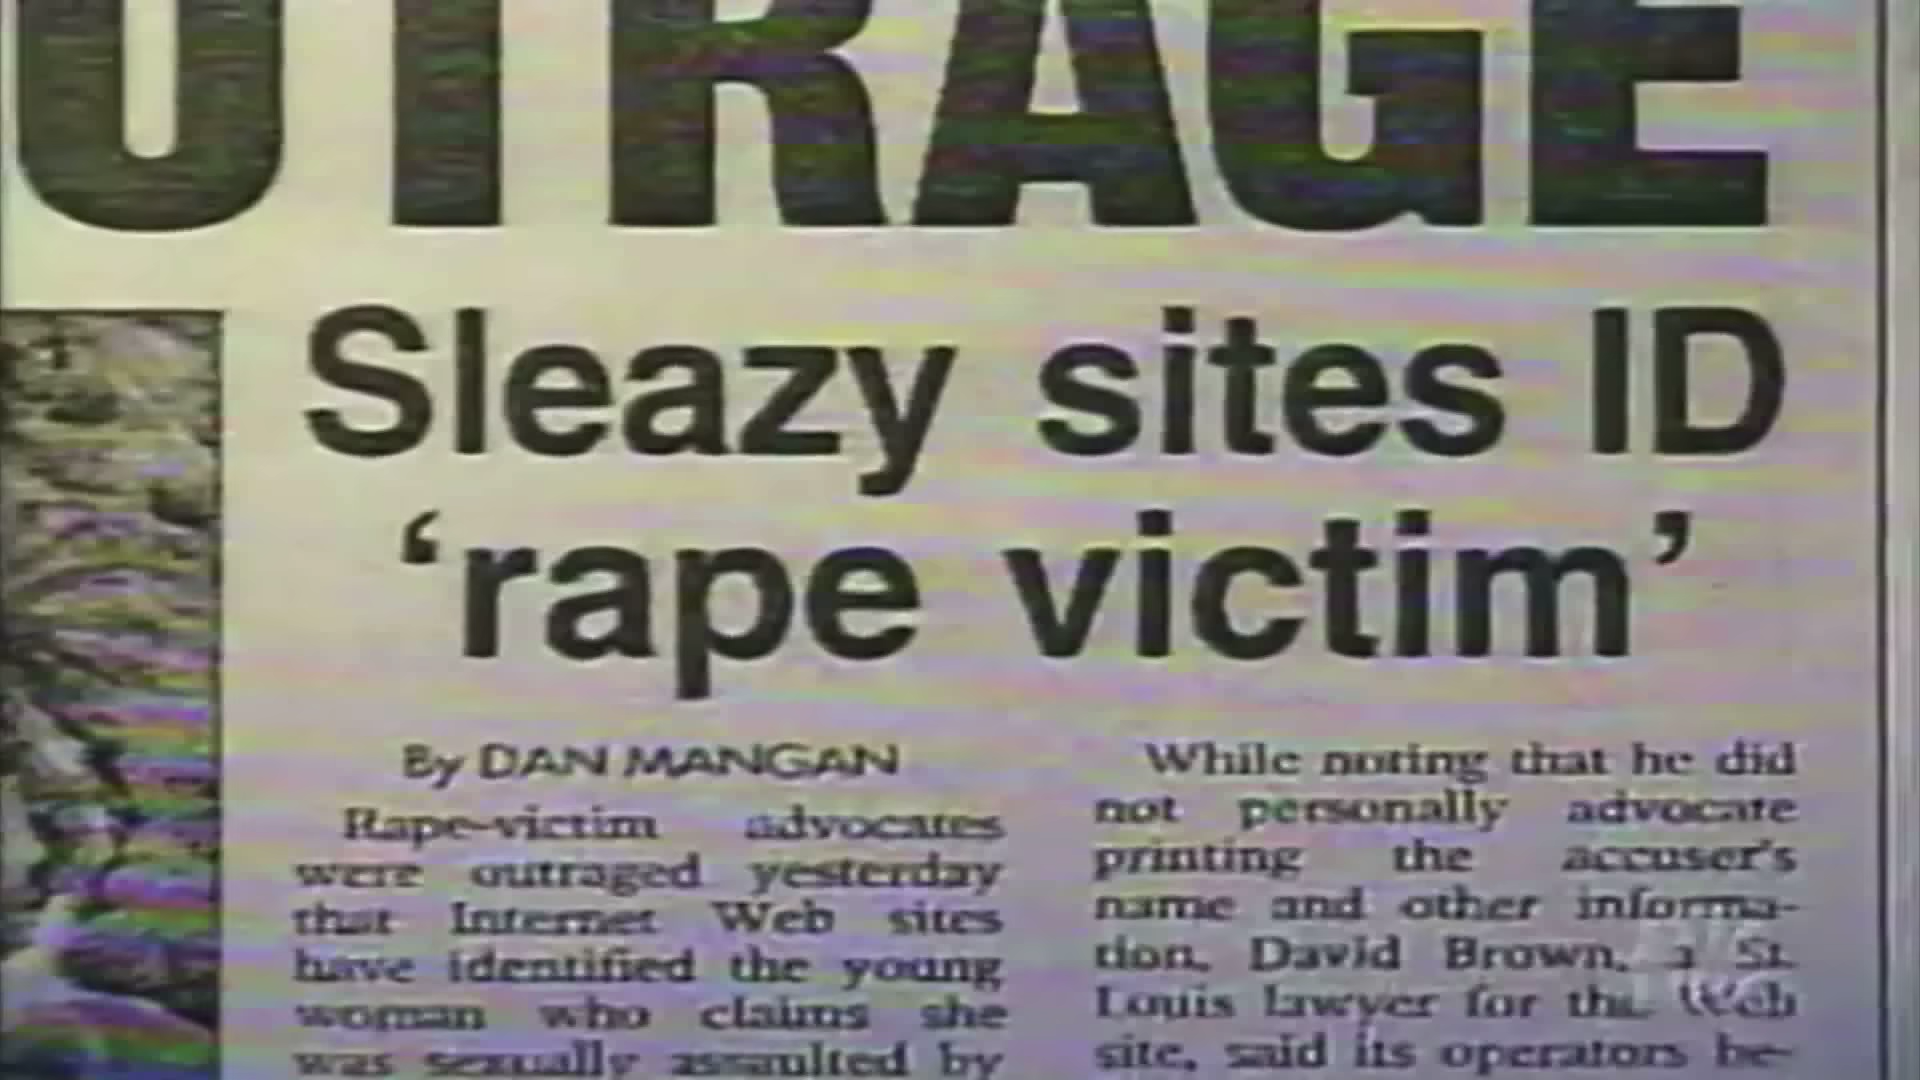 UTRAGE
Sleazy sites ID
‘rape victim’
By DAN MANGAN
Rape-victim advocates
were outraged yesterday
that Internet Web sites
have identified the young
woman who claims she
was sexually assaulted by
While noting that he did
not personally advocate
printing the accuser's
name and other informa-
tion, David Brown, a St.
Louis lawyer for the Web
site, said its operators be-